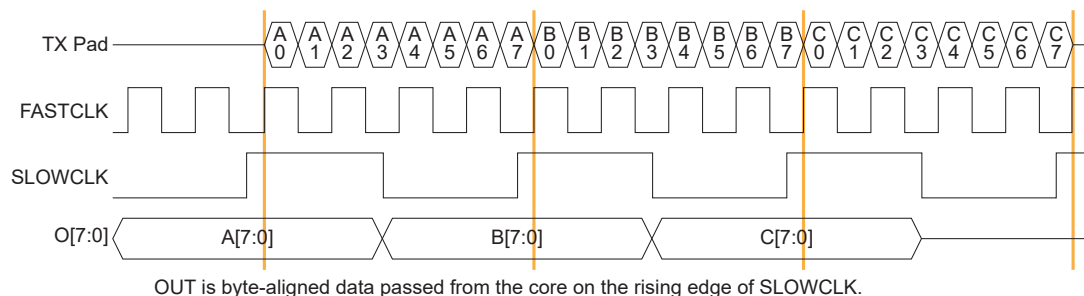 TX Pad A0 A1 A2 A3 A4 A5 A6 A7 B0 B1 B2 B3 B4 B5 B6 B7 C0 C1 C2 C3 C4 C5 C6 C7
FASTCLK
SLOWCLK
O[7:0] A[7:0] B[7:0] C[7:0]
OUT is byte-aligned data passed from the core on the rising edge of SLOWCLK.